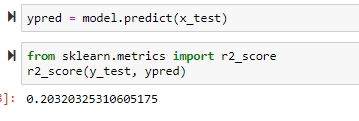 ypred = model.predict(x_test)
from sklearn.metrics import r2_score
r2_score(y_test, ypred)
]: 0.20320325310605175